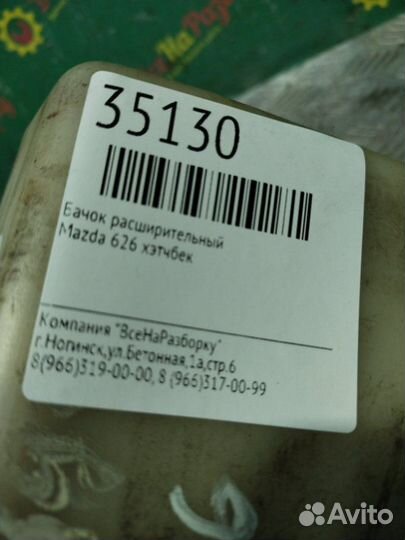 35130
Бачок расширительный
Mazda 626 хэтчбек
Компания "ВсеНаРазборку"
г.Ногинск,ул.Бетонная,1а,стр.6
8(966)319-00-00, 8 (966)317-00-99
Avito